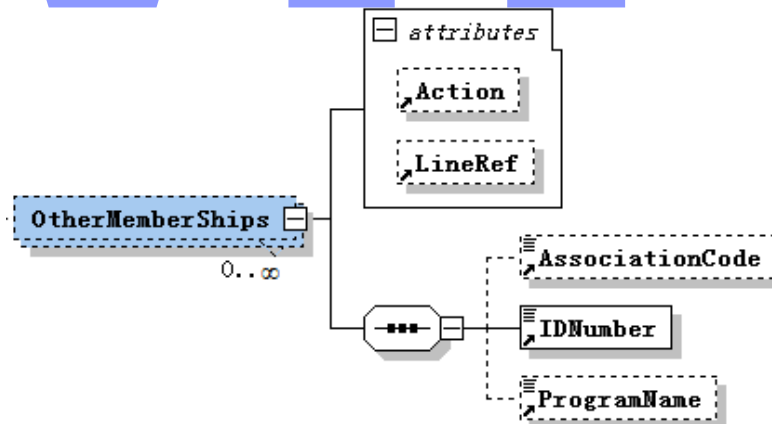 attributes
Action
LineRef
OtherMemberShips
0..∞
AssociationCode
IDNumber
ProgramName